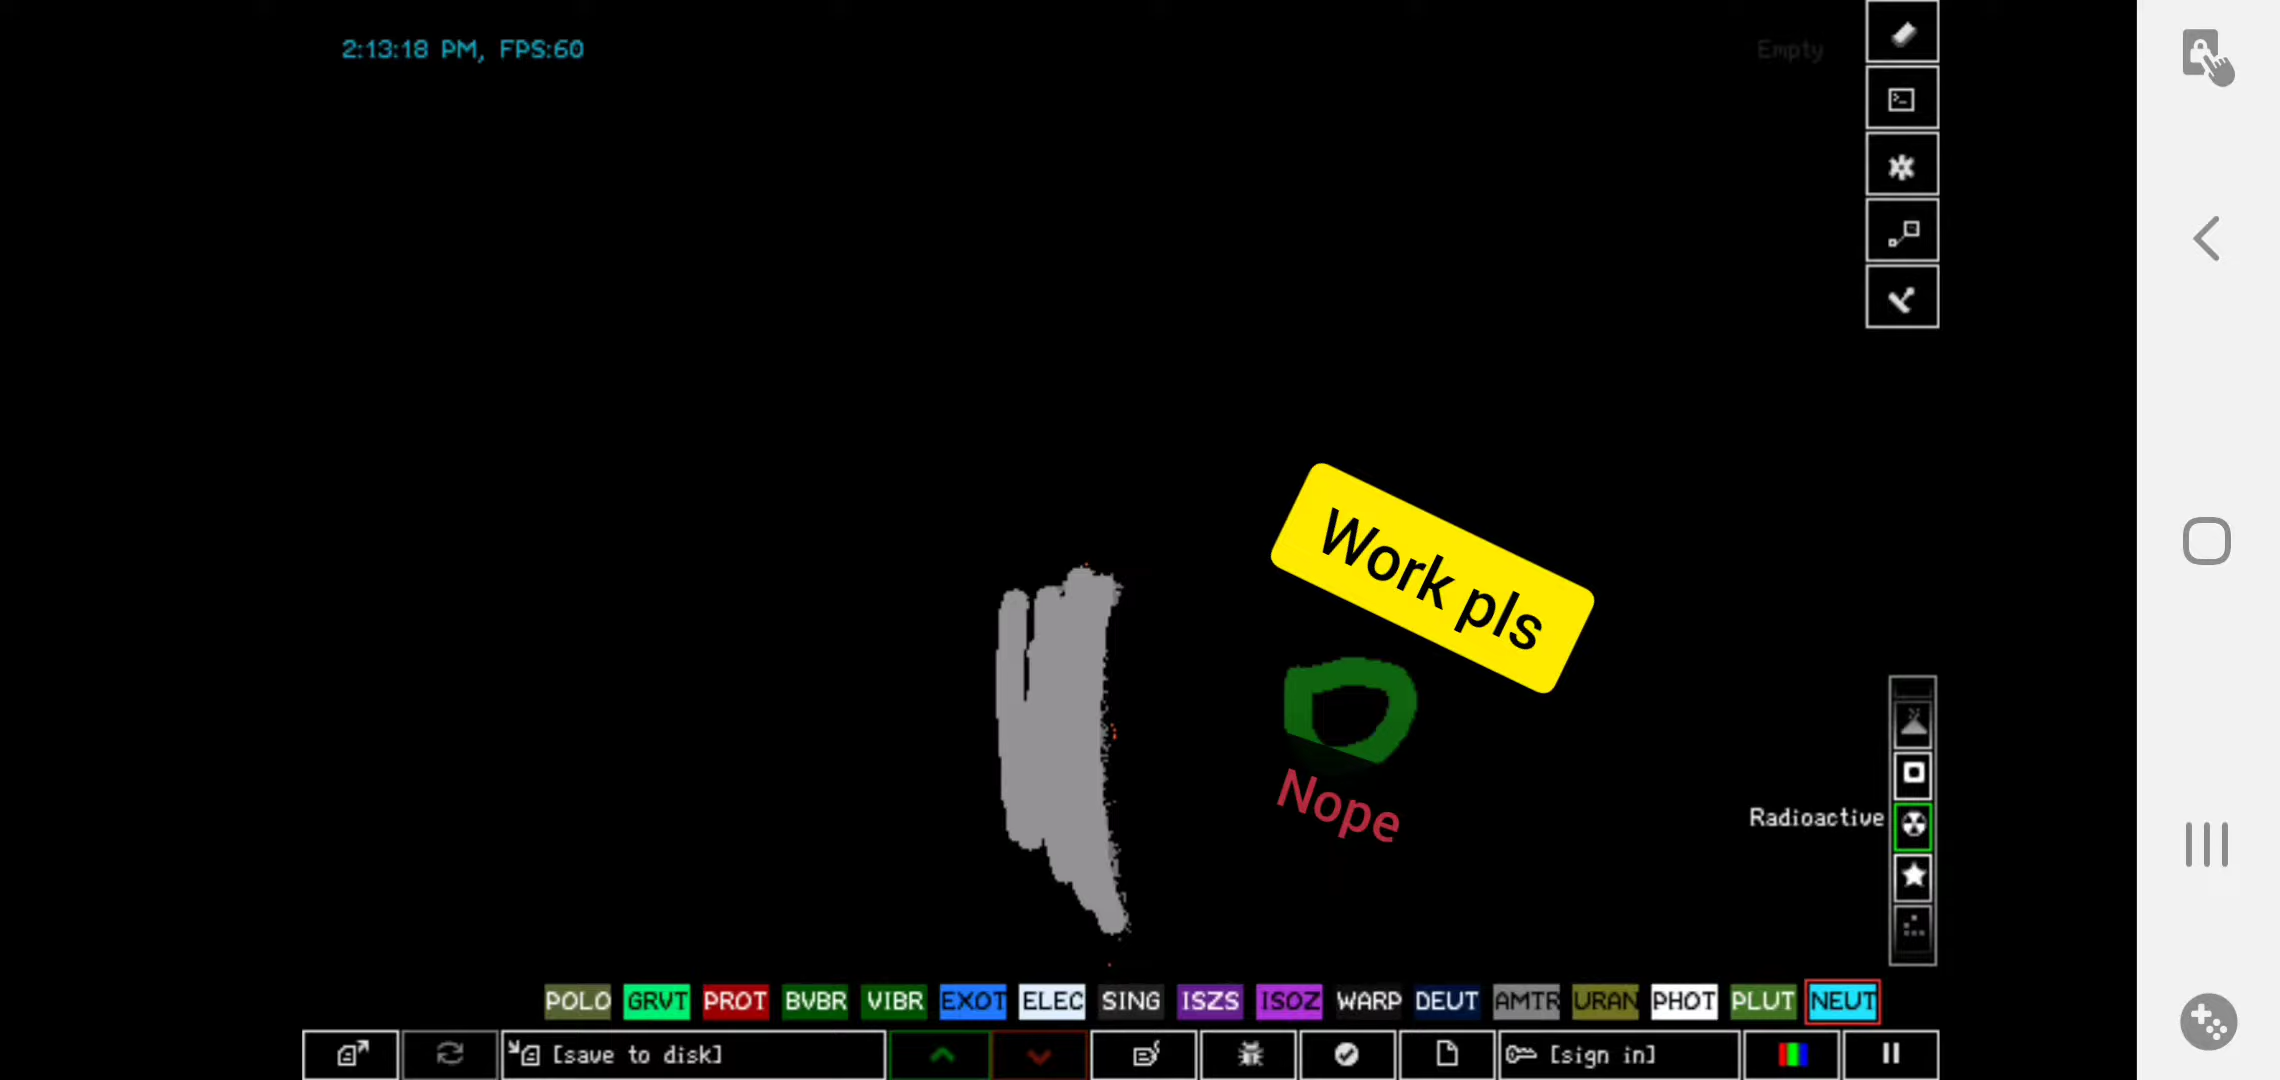 2:13:18 PM, FPS:60
Empty
Work pls
Nope
Radioactive
POLO GRVT PROT BVBR VIBR EXOT ELEC SING ISZS ISOZ WARP DEUT AMTR URAN PHOT PLUT NEUT
[save to disk] [sign in]